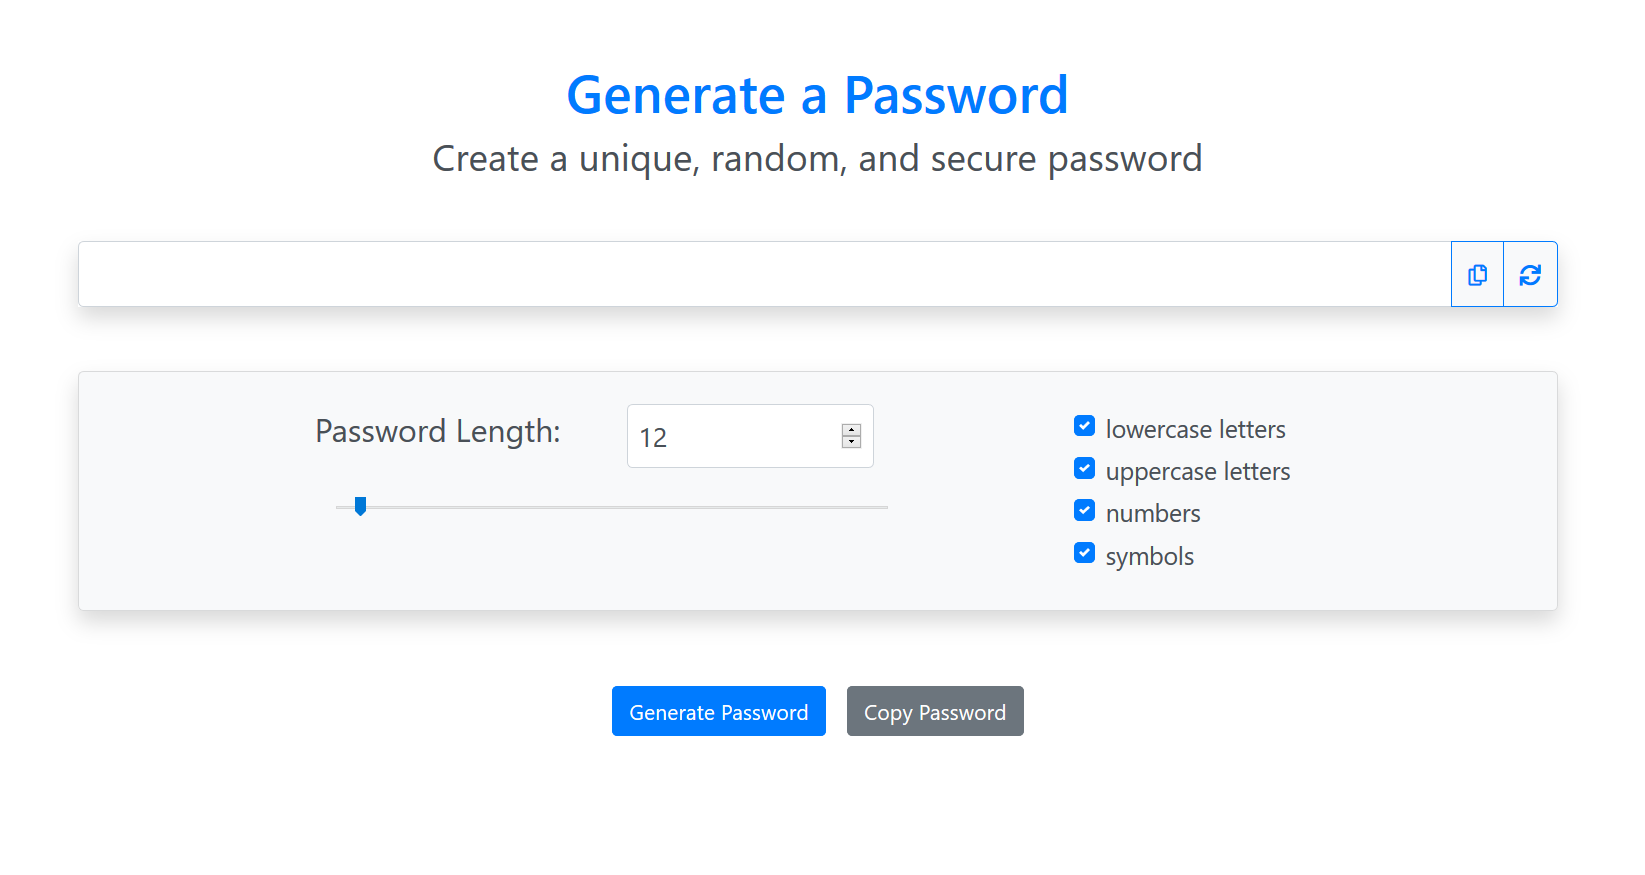 Generate a Password
Create a unique, random, and secure password
Password Length:
12
lowercase letters
uppercase letters
numbers
symbols
Generate Password
Copy Password